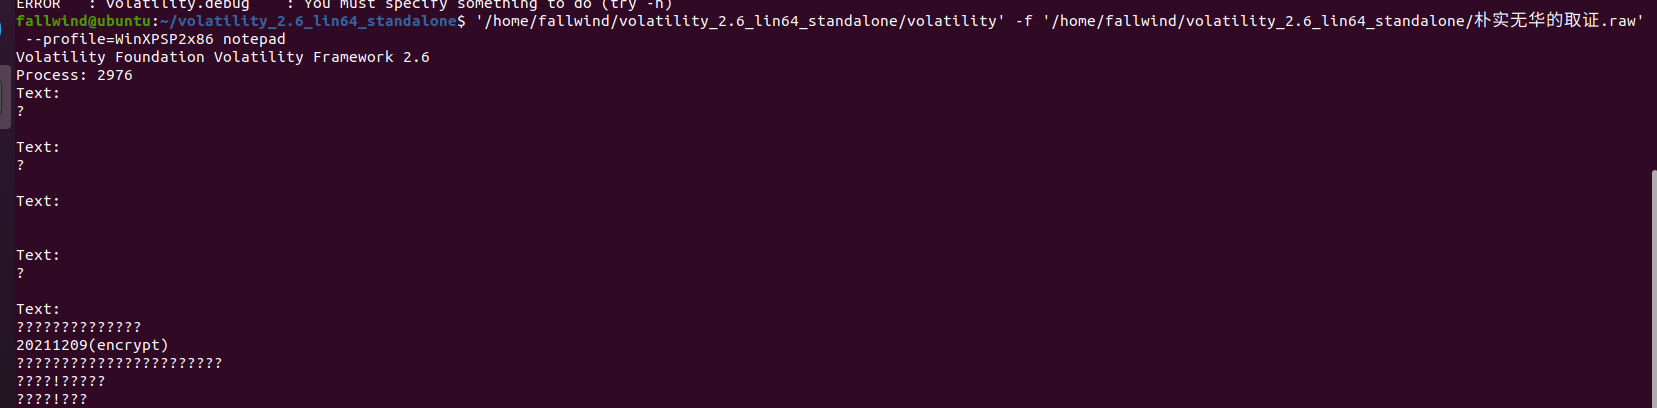 ERROR   : volatility.debug    : You must specify something to do (try -h)
fallwind@ubuntu:~/volatility_2.6_lin64_standalone$ '/home/fallwind/volatility_2.6_lin64_standalone/volatility' -f '/home/fallwind/volatility_2.6_lin64_standalone/朴实无华的取证.raw'
 --profile=WinXPSP2x86 notepad
Volatility Foundation Volatility Framework 2.6
Process: 2976
Text:
?
Text:
?
Text:
Text:
?
Text:
??????????????
20211209(encrypt)
???????????????????????
????!?????
????!???